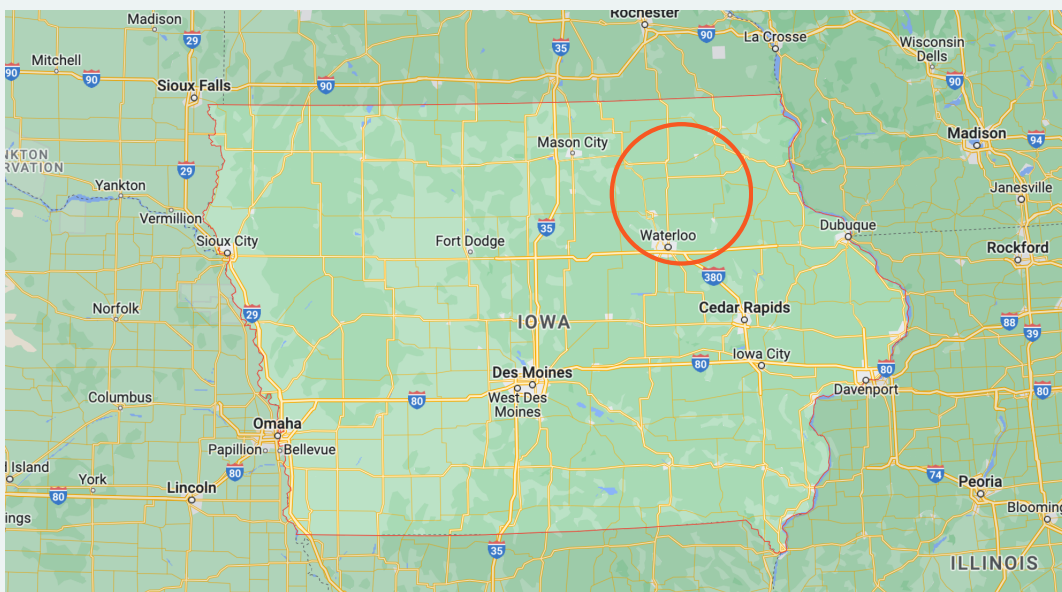 Rochester
Madison
29
35
90
La Crosse
Wisconsin
Dells
Mitchell
90
90
Sioux Falls
90
90
Madison
94
Mason City
NKTON
RVATION
29
Yankton
Janesville
Vermillion
35
Waterloo
Dubuque
Sioux City
Fort Dodge
Rockford
380
29
Norfolk
Cedar Rapids
IOWA
88
39
Iowa City
80
Des Moines
80
Davenport
80
West Des
Moines
Columbus
80
Omaha
Papillion
Bellevue
d Island
York
80
74
Peoria
80
Lincoln
Blooming
ings
35
ILLINOIS